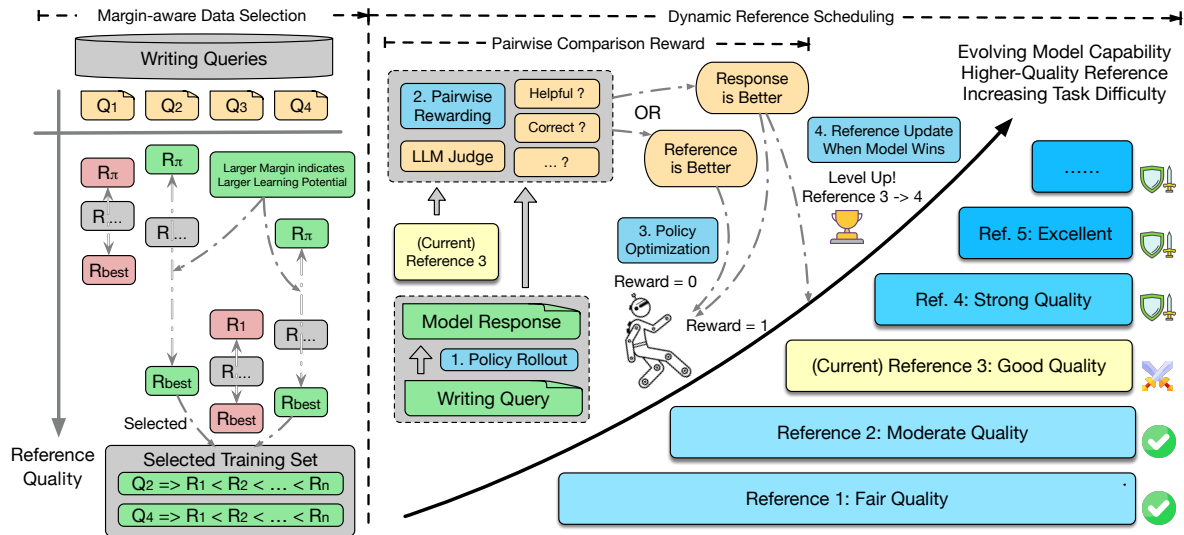 Margin-aware Data Selection
Writing Queries
Q1
Q2
Q3
Q4
Rπ
R ...
Rbest
Rπ
R ...
Rbest
Larger Margin indicates
Larger Learning Potential
R1
R ...
Rbest
Rπ
R ...
Rbest
Selected
Reference
Quality
Selected Training Set
Q2 => R1 < R2 < ... < Rn
Q4 => R1 < R2 < ... < Rn
Dynamic Reference Scheduling
Pairwise Comparison Reward
2. Pairwise
Rewarding
LLM Judge
Helpful ?
Correct ?
... ?
OR
Response
is Better
Reference
is Better
(Current)
Reference 3
Model Response
1. Policy Rollout
Writing Query
3. Policy
Optimization
Reward = 0
Reward = 1
4. Reference Update
When Model Wins
Level Up!
Reference 3 -> 4
Evolving Model Capability
Higher-Quality Reference
Increasing Task Difficulty
......
Ref. 5: Excellent
Ref. 4: Strong Quality
(Current) Reference 3: Good Quality
Reference 2: Moderate Quality
Reference 1: Fair Quality